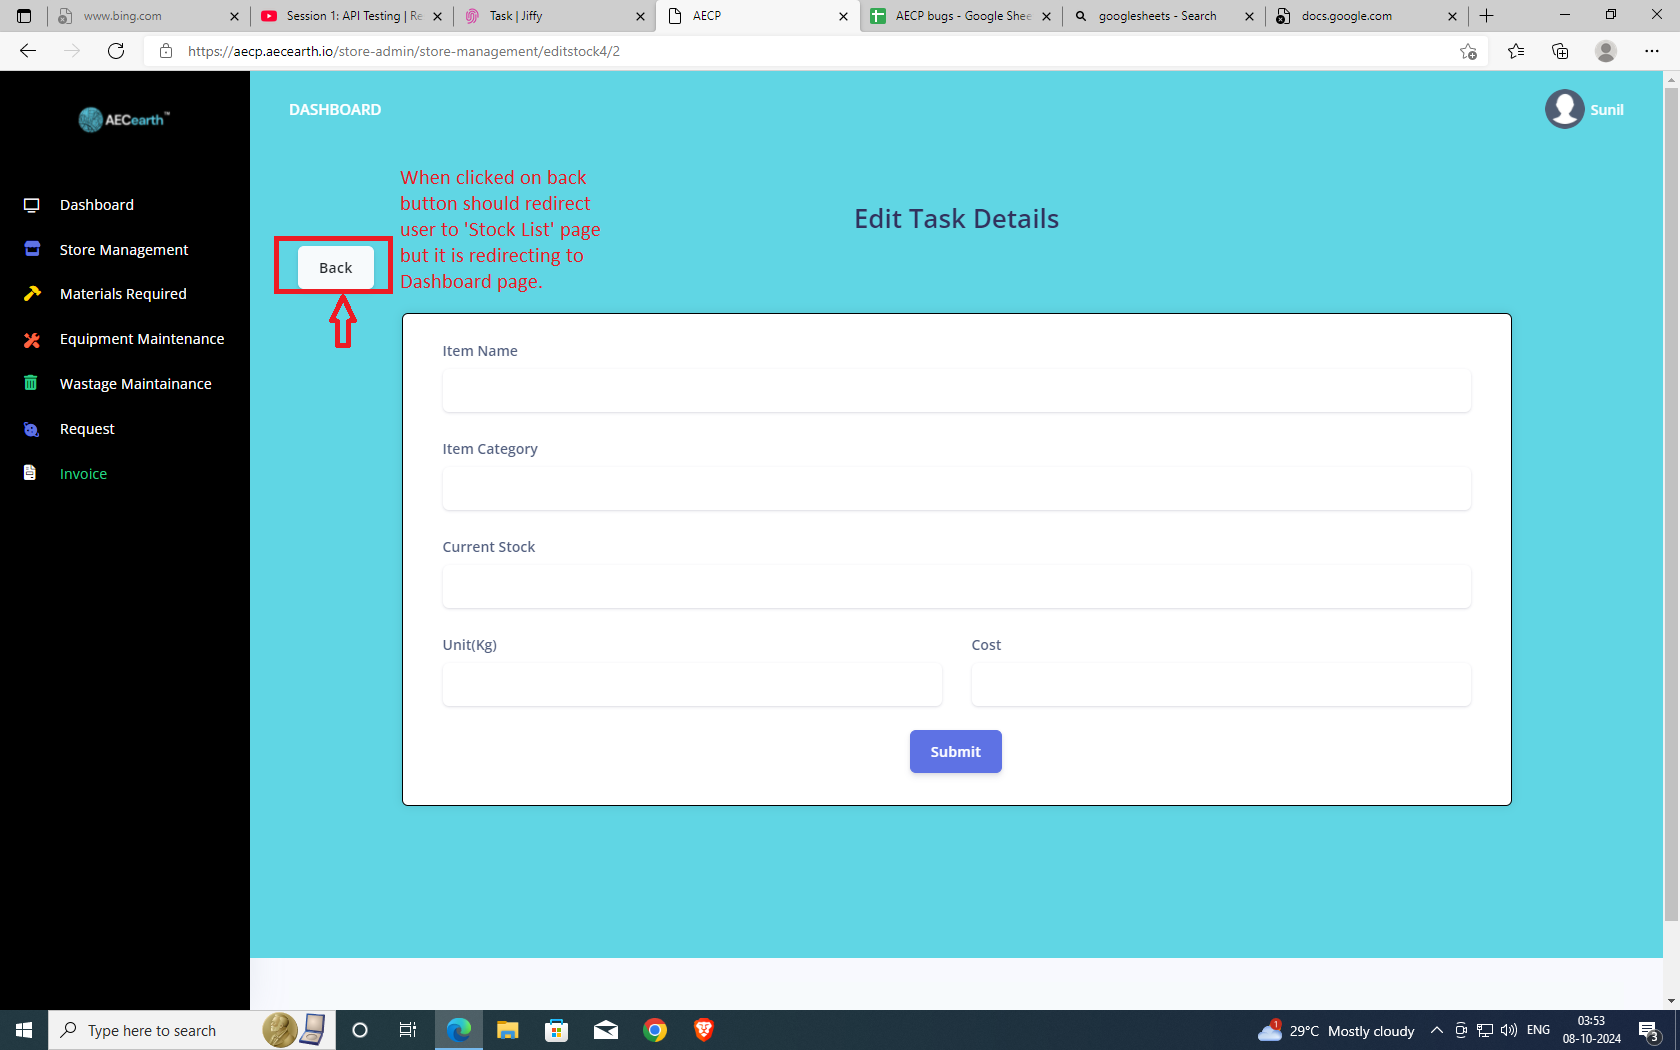 www.bing.com
Session 1: API Testing | Re
Task | Jiffy
AECP
AECP bugs - Google Shee
googlesheets - Search
docs.google.com
https://aecp.aecearth.io/store-admin/store-management/editstock4/2
AECearth™
DASHBOARD
Sunil
Dashboard
Store Management
Materials Required
Equipment Maintenance
Wastage Maintainance
Request
Invoice
When clicked on back
button should redirect
user to 'Stock List' page
but it is redirecting to
Dashboard page.
Back
Edit Task Details
Item Name
Item Category
Current Stock
Unit(Kg)
Cost
Submit
Type here to search
1
29°C Mostly cloudy
ENG
03:53
08-10-2024
3